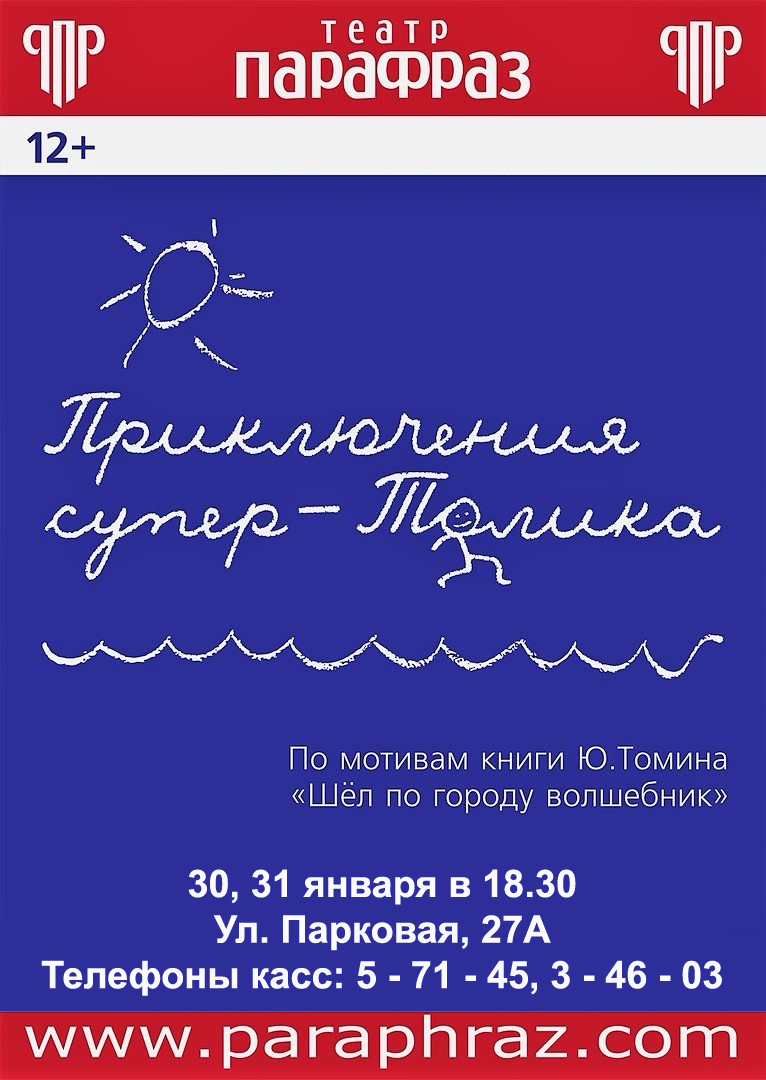 театр
ПАРАФРАЗ
12+
Приключения
супер-Толика
По мотивам книги Ю.Томина
«Шёл по городу волшебник»
30, 31 января в 18.30
Ул. Парковая, 27А
Телефоны касс: 5 - 71 - 45, 3 - 46 - 03
www.paraphraz.com